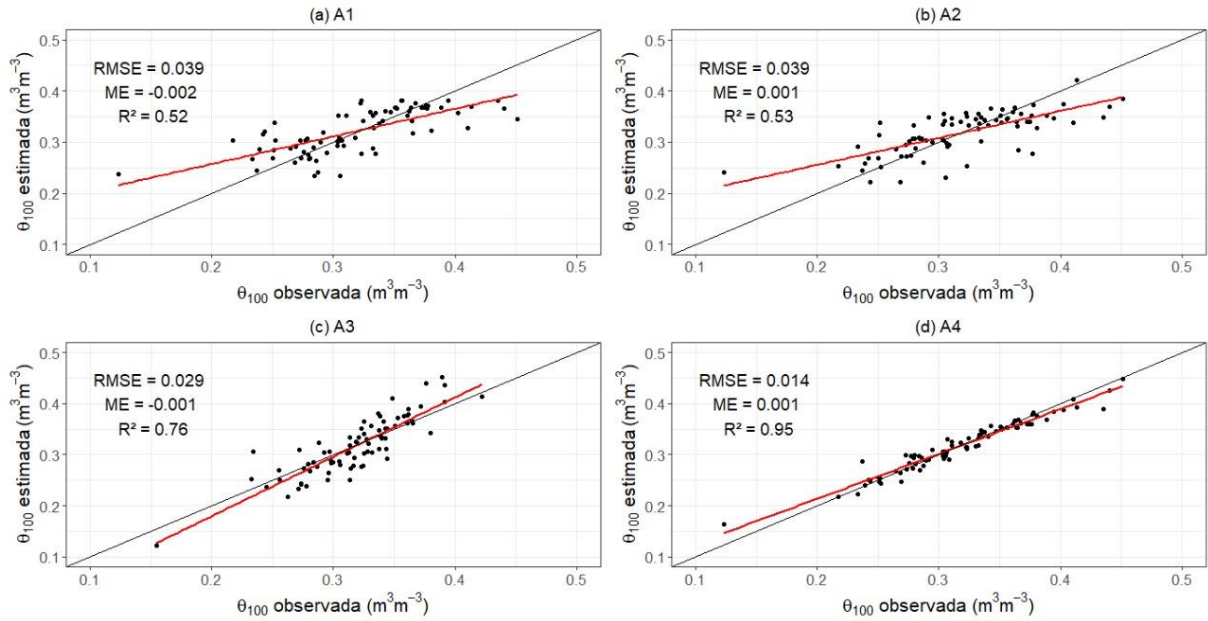 (a) A1
RMSE = 0.039
ME = -0.002
R² = 0.52
θ₁₀₀ estimada (m³m⁻³)
0.5
0.4
0.3
0.2
0.1
0.1 0.2 0.3 0.4 0.5
θ₁₀₀ observada (m³m⁻³)
(b) A2
RMSE = 0.039
ME = 0.001
R² = 0.53
θ₁₀₀ estimada (m³m⁻³)
0.5
0.4
0.3
0.2
0.1
0.1 0.2 0.3 0.4 0.5
θ₁₀₀ observada (m³m⁻³)
(c) A3
RMSE = 0.029
ME = -0.001
R² = 0.76
θ₁₀₀ estimada (m³m⁻³)
0.5
0.4
0.3
0.2
0.1
0.1 0.2 0.3 0.4 0.5
θ₁₀₀ observada (m³m⁻³)
(d) A4
RMSE = 0.014
ME = 0.001
R² = 0.95
θ₁₀₀ estimada (m³m⁻³)
0.5
0.4
0.3
0.2
0.1
0.1 0.2 0.3 0.4 0.5
θ₁₀₀ observada (m³m⁻³)